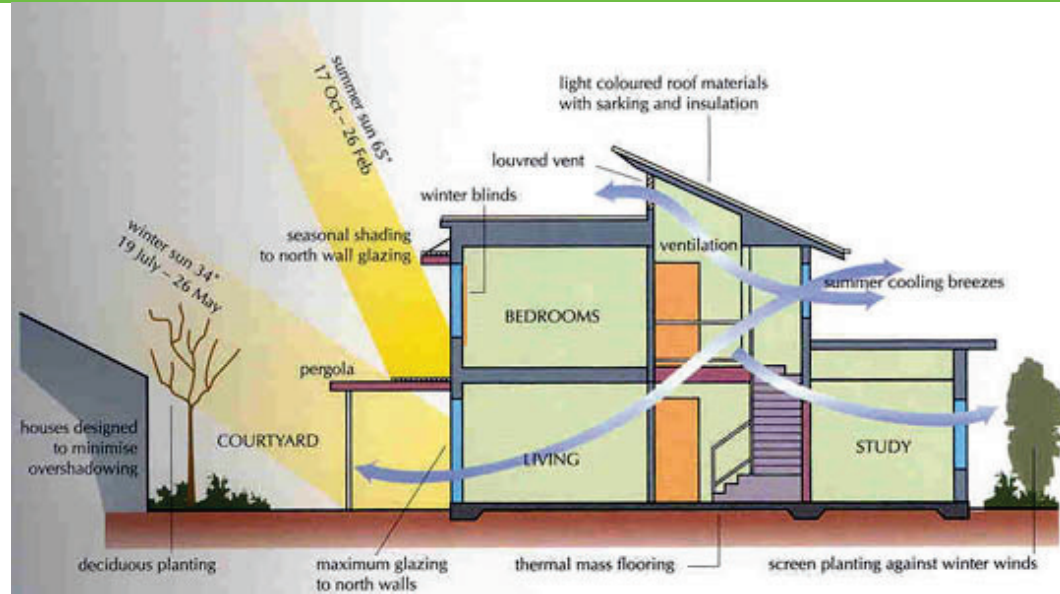 summer sun 65°
17 Oct – 26 Feb
winter sun 34°
19 July – 26 May
light coloured roof materials
with sarking and insulation
louvred vent
winter blinds
seasonal shading
to north wall glazing
ventilation
summer cooling breezes
BEDROOMS
pergola
houses designed
to minimise
overshadowing
COURTYARD
LIVING
STUDY
deciduous planting
maximum glazing
to north walls
thermal mass flooring
screen planting against winter winds